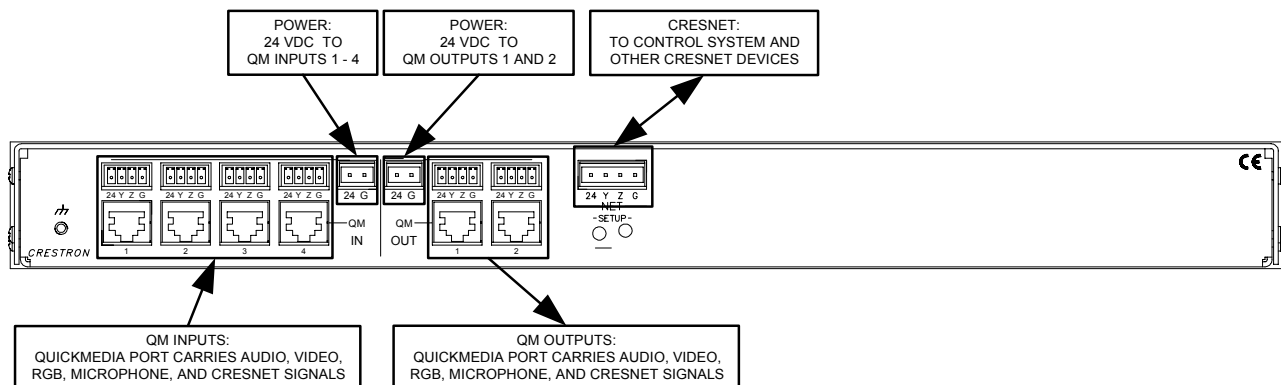 POWER:
24 VDC TO
QM INPUTS 1 - 4
POWER:
24 VDC TO
QM OUTPUTS 1 AND 2
CRESNET:
TO CONTROL SYSTEM AND
OTHER CRESNET DEVICES
CE
24 Y Z G
24 Y Z G
24 Y Z G
24 Y Z G
24 G
24 G
24 Y Z G
24 Y Z G
24 Y Z G
NET
-SETUP-
QM
IN
QM
OUT
CRESTRON
1
2
3
4
1
2
QM INPUTS:
QUICKMEDIA PORT CARRIES AUDIO, VIDEO,
RGB, MICROPHONE, AND CRESNET SIGNALS
QM OUTPUTS:
QUICKMEDIA PORT CARRIES AUDIO, VIDEO,
RGB, MICROPHONE, AND CRESNET SIGNALS